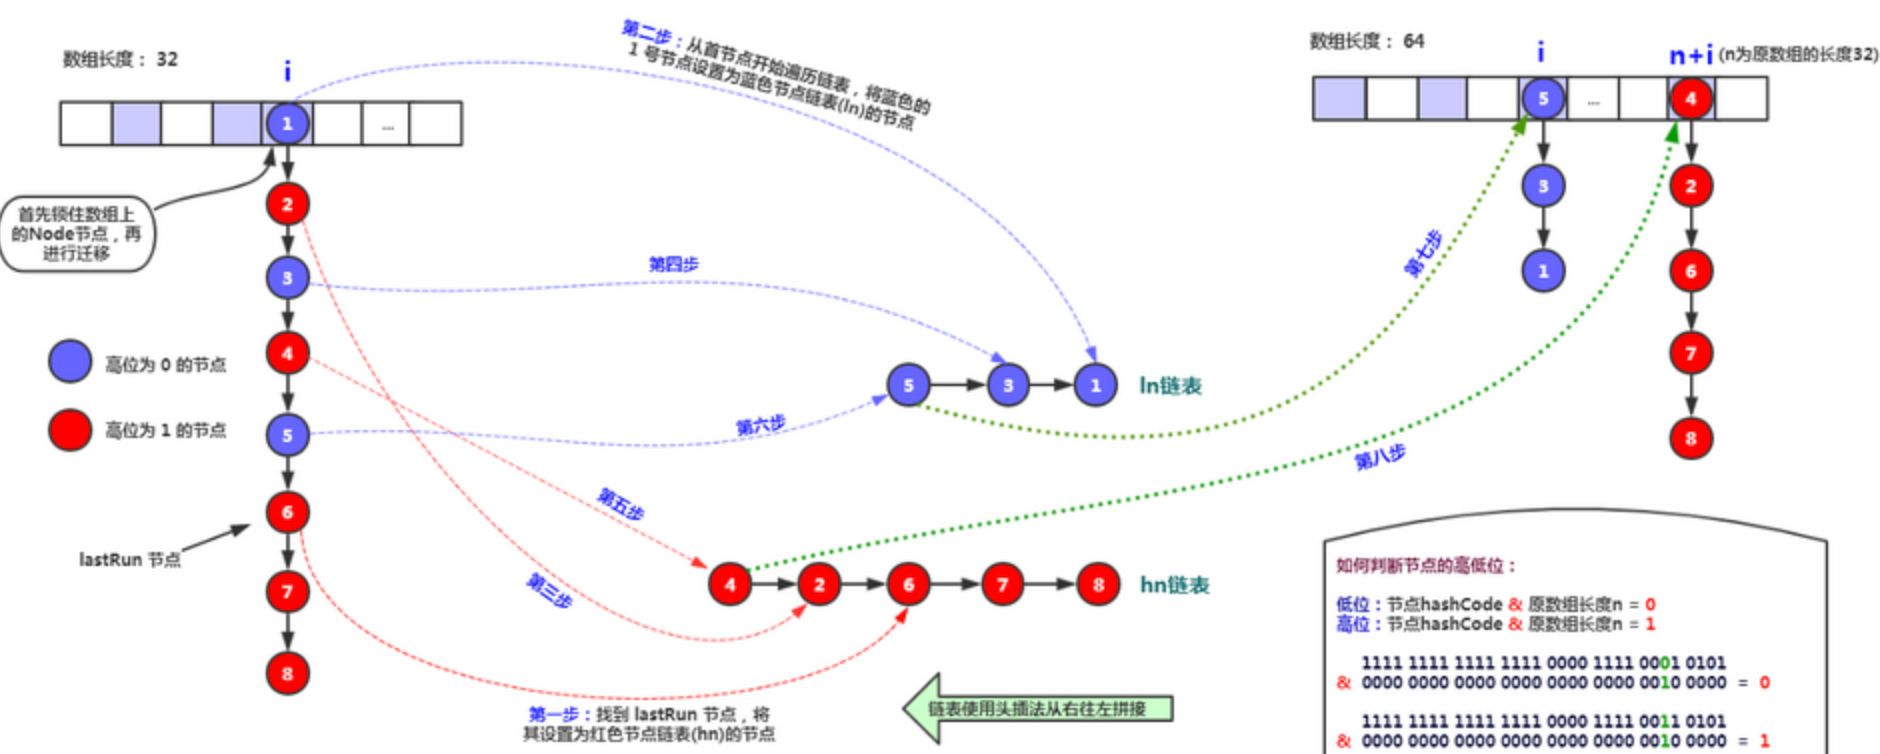 数组长度： 32
i
1
...
首先锁住数组上
的Node节点，再
进行迁移
2
3
4
5
6
7
8
高位为 0 的节点
高位为 1 的节点
lastRun 节点
第二步：从首节点开始遍历链表，将蓝色的
1 号节点设置为蓝色节点链表(ln)的节点
第四步
第六步
第五步
第三步
5
3
1
ln链表
4
2
6
7
8
hn链表
第一步：找到 lastRun 节点，将
其设置为红色节点链表(hn)的节点
链表使用头插法从右往左拼接
第七步
第八步
数组长度： 64
i
n+i (n为原数组的长度32)
5
...
4
3
2
1
6
7
8
如何判断节点的高低位：
低位：节点hashCode & 原数组长度n = 0
高位：节点hashCode & 原数组长度n = 1
1111 1111 1111 1111 0000 1111 0001 0101
& 0000 0000 0000 0000 0000 0000 0010 0000 = 0
1111 1111 1111 1111 0000 1111 0011 0101
& 0000 0000 0000 0000 0000 0000 0010 0000 = 1